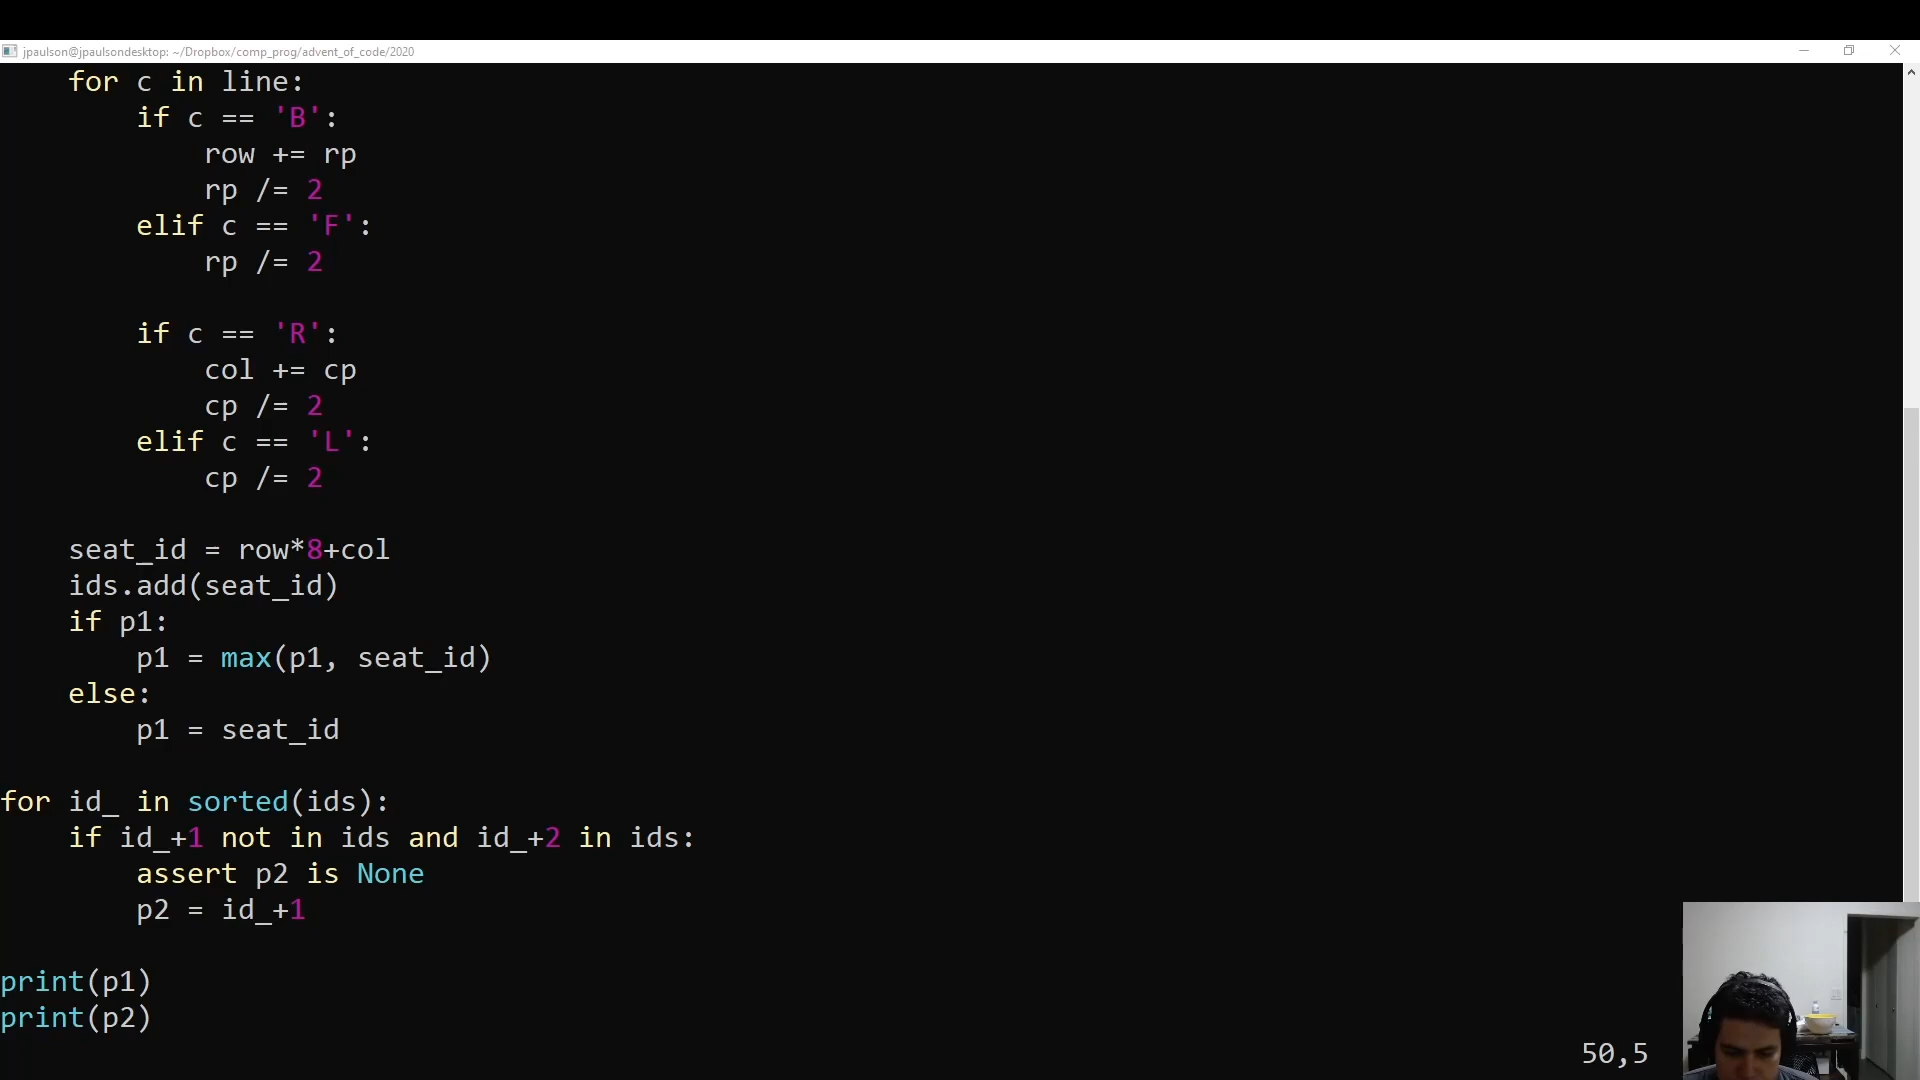 jpaulson@jpaulsondesktop: ~/Dropbox/comp_prog/advent_of_code/2020
    for c in line:
        if c == 'B':
            row += rp
            rp /= 2
        elif c == 'F':
            rp /= 2

        if c == 'R':
            col += cp
            cp /= 2
        elif c == 'L':
            cp /= 2

    seat_id = row*8+col
    ids.add(seat_id)
    if p1:
        p1 = max(p1, seat_id)
    else:
        p1 = seat_id

for id_ in sorted(ids):
    if id_+1 not in ids and id_+2 in ids:
        assert p2 is None
        p2 = id_+1

print(p1)
print(p2)
50,5